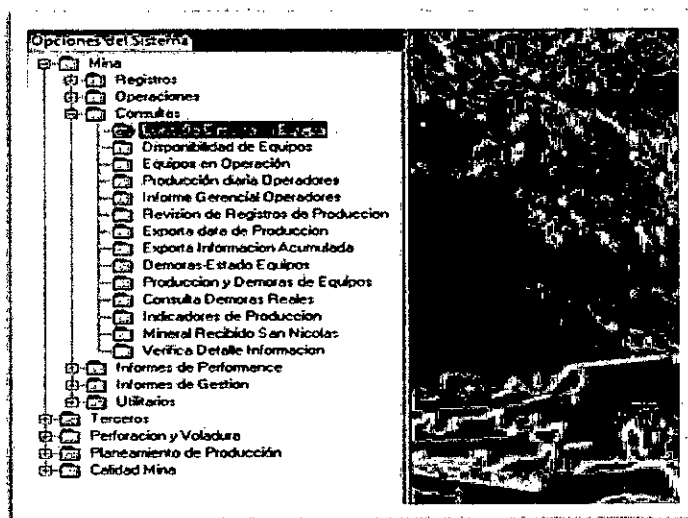 Opciones del Sistema
Mina
Registros
Operaciones
Consultas
Disponibilidad de Equipos
Equipos en Operación
Producción diaria Operadores
Informe Gerencial Operadores
Revision de Registros de Produccion
Exporta data de Produccion
Exporta Informacion Acumulada
Demoras-Estado Equipos
Produccion y Demoras de Equipos
Consulta Demoras Reales
Indicadores de Produccion
Mineral Recibido San Nicolas
Verifica Detalle Informacion
Informes de Performance
Informes de Gestion
Utilitarios
Terceros
Perforacion y Voladura
Planeamiento de Producción
Calidad Mina